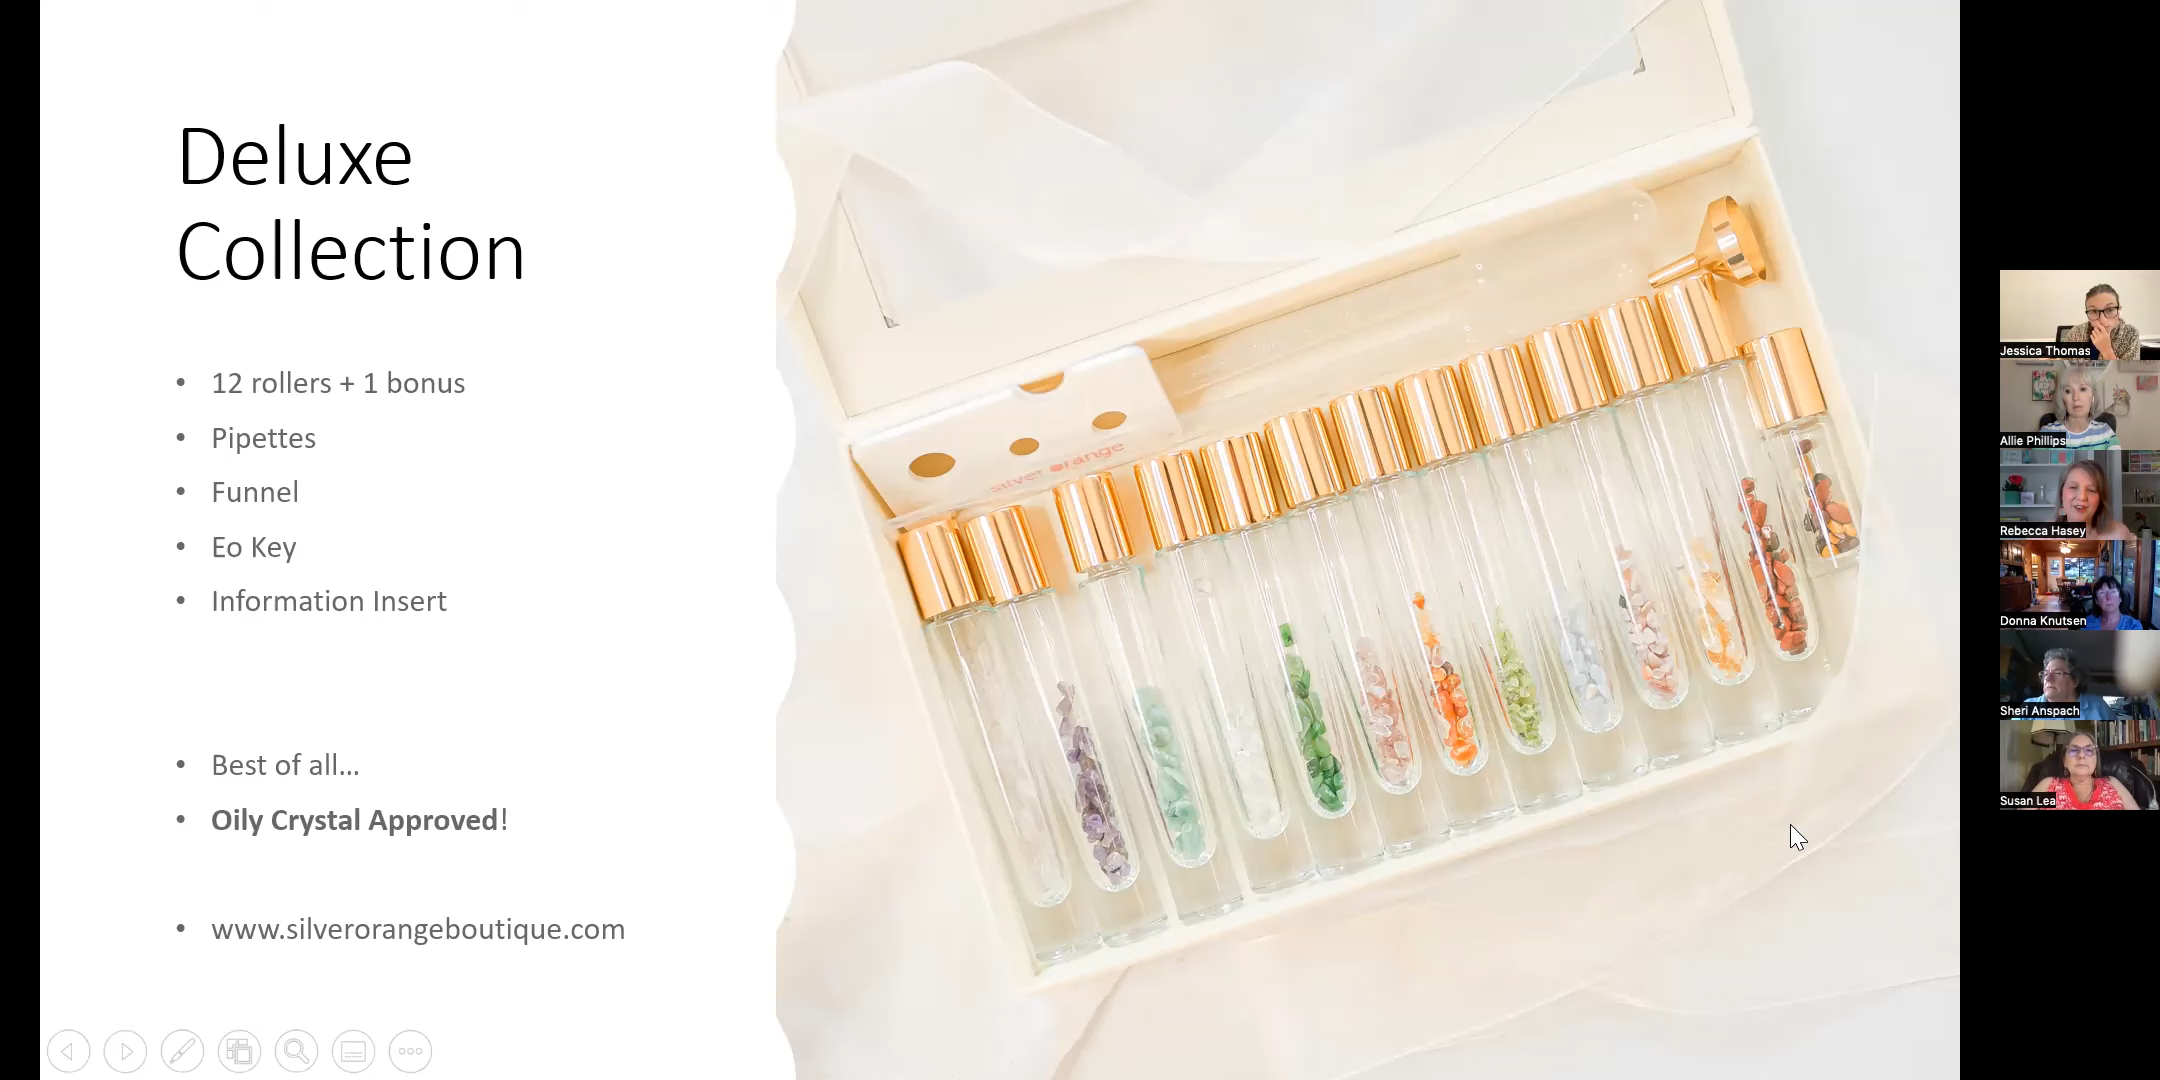 Deluxe
Collection
• 12 rollers + 1 bonus
• Pipettes
• Funnel
• Eo Key
• Information Insert
• Best of all...
• Oily Crystal Approved!
• www.silverorangeboutique.com
silver orange
Jessica Thomas
Allie Phillips
Rebecca Hasey
Donna Knutsen
Sheri Anspach
Susan Lea